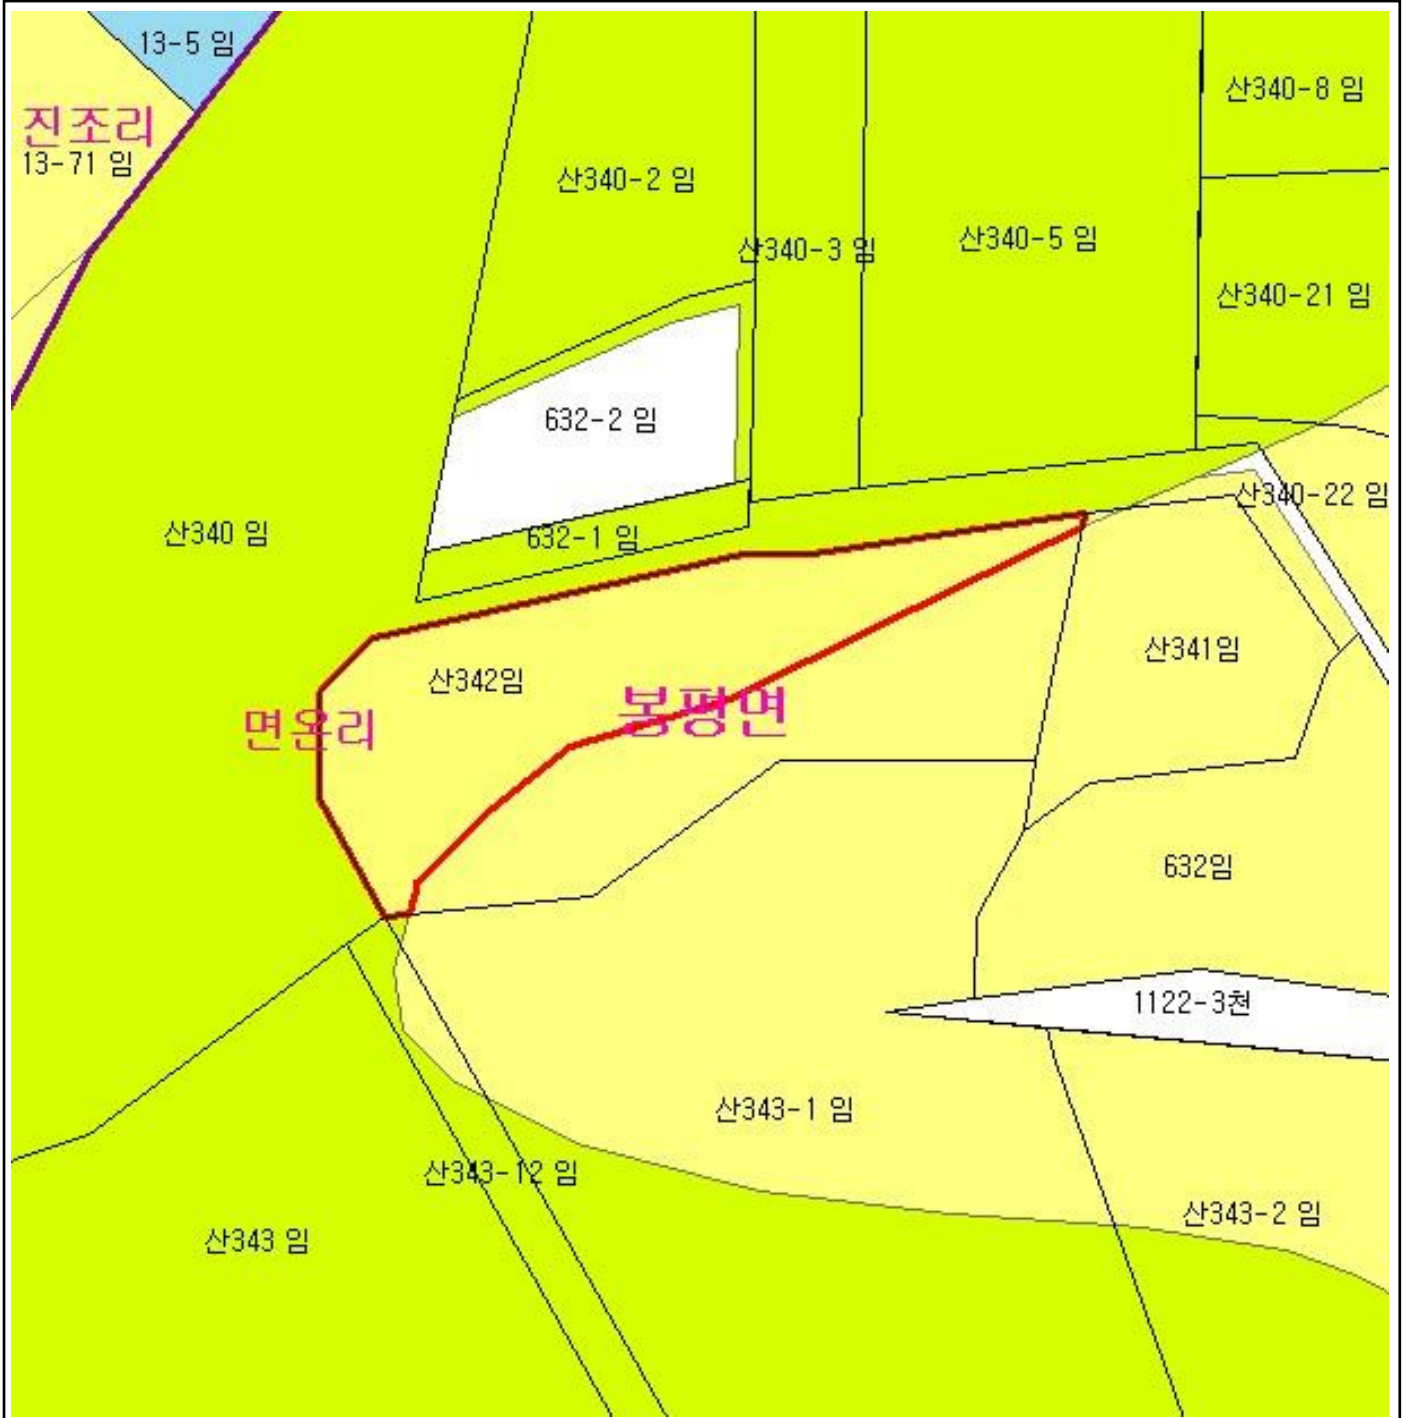 13-5 임
산340-8 임
진조리
13-71 임
산340-2 임
산340-3 임
산340-5 임
산340-21 임
632-2 임
산340-22 임
산340 임
632-1 임
산341임
산342임
봉평면
면온리
632임
1122-3천
산343-1 임
산343-12 임
산343-2 임
산343 임